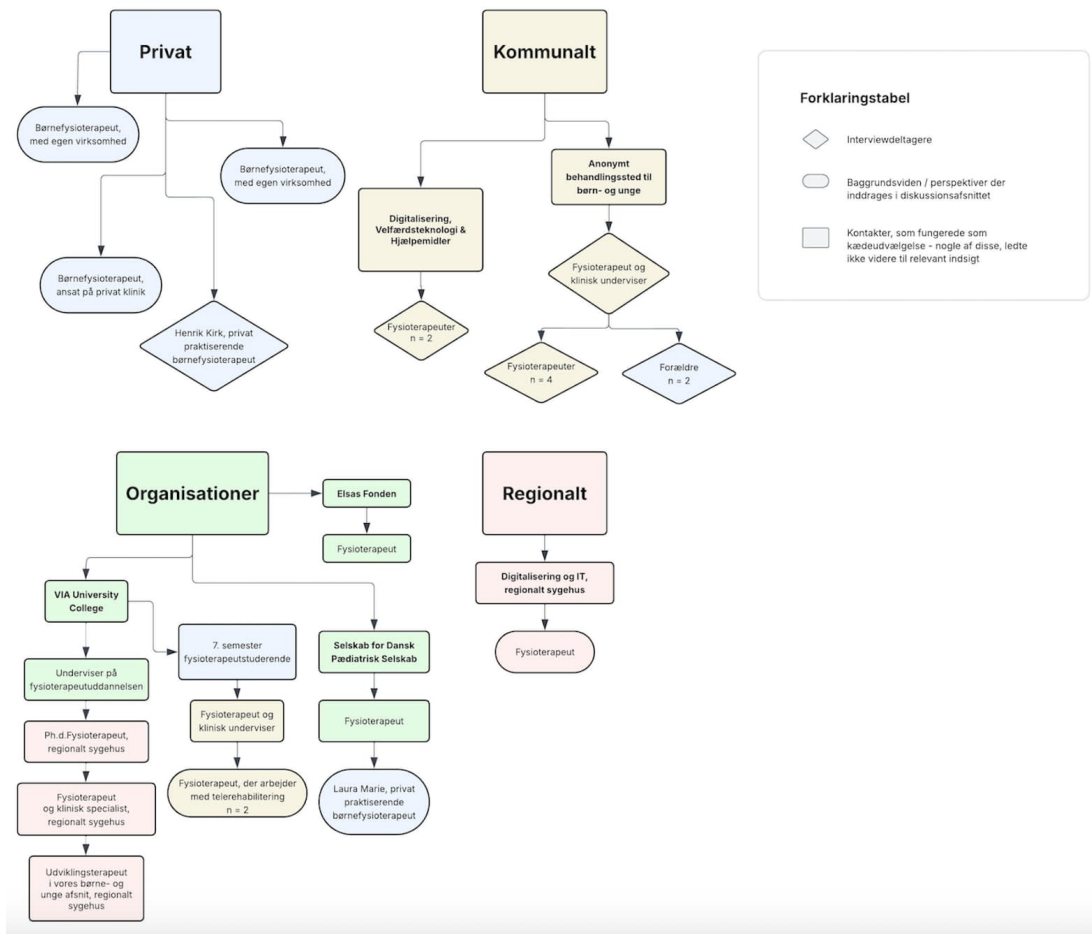 Privat
Børnefysioterapeut,
med egen virksomhed
Børnefysioterapeut,
med egen virksomhed
Børnefysioterapeut,
ansat på privat klinik
Henrik Kirk, privat
praktiserende
børnefysioterapeut
Kommunalt
Digitalisering,
Velfærdsteknologi &
Hjælpemidler
Fysioterapeuter
n = 2
Anonymt
behandlingssted til
børn- og unge
Fysioterapeut og
klinisk underviser
Fysioterapeuter
n = 4
Forældre
n = 2
Forklaringstabel
Interviewdeltagere
Baggrundsviden / perspektiver der
inddrages i diskussionsafsnittet
Kontakter, som fungerede som
kædeudvælgelse - nogle af disse, ledte
ikke videre til relevant indsigt
Organisationer
Elsas Fonden
Fysioterapeut
VIA University
College
Underviser på
fysioterapeutuddannelsen
Ph.d.Fysioterapeut,
regionalt sygehus
Fysioterapeut
og klinisk specialist,
regionalt sygehus
Udviklingsterapeut
i vores børne- og
unge afsnit, regionalt
sygehus
7. semester
fysioterapeutstuderende
Fysioterapeut og
klinisk underviser
Fysioterapeut, der arbejder
med telerehabilitering
n = 2
Selskab for Dansk
Pædiatrisk Selskab
Fysioterapeut
Laura Marie, privat
praktiserende
børnefysioterapeut
Regionalt
Digitalisering og IT,
regionalt sygehus
Fysioterapeut